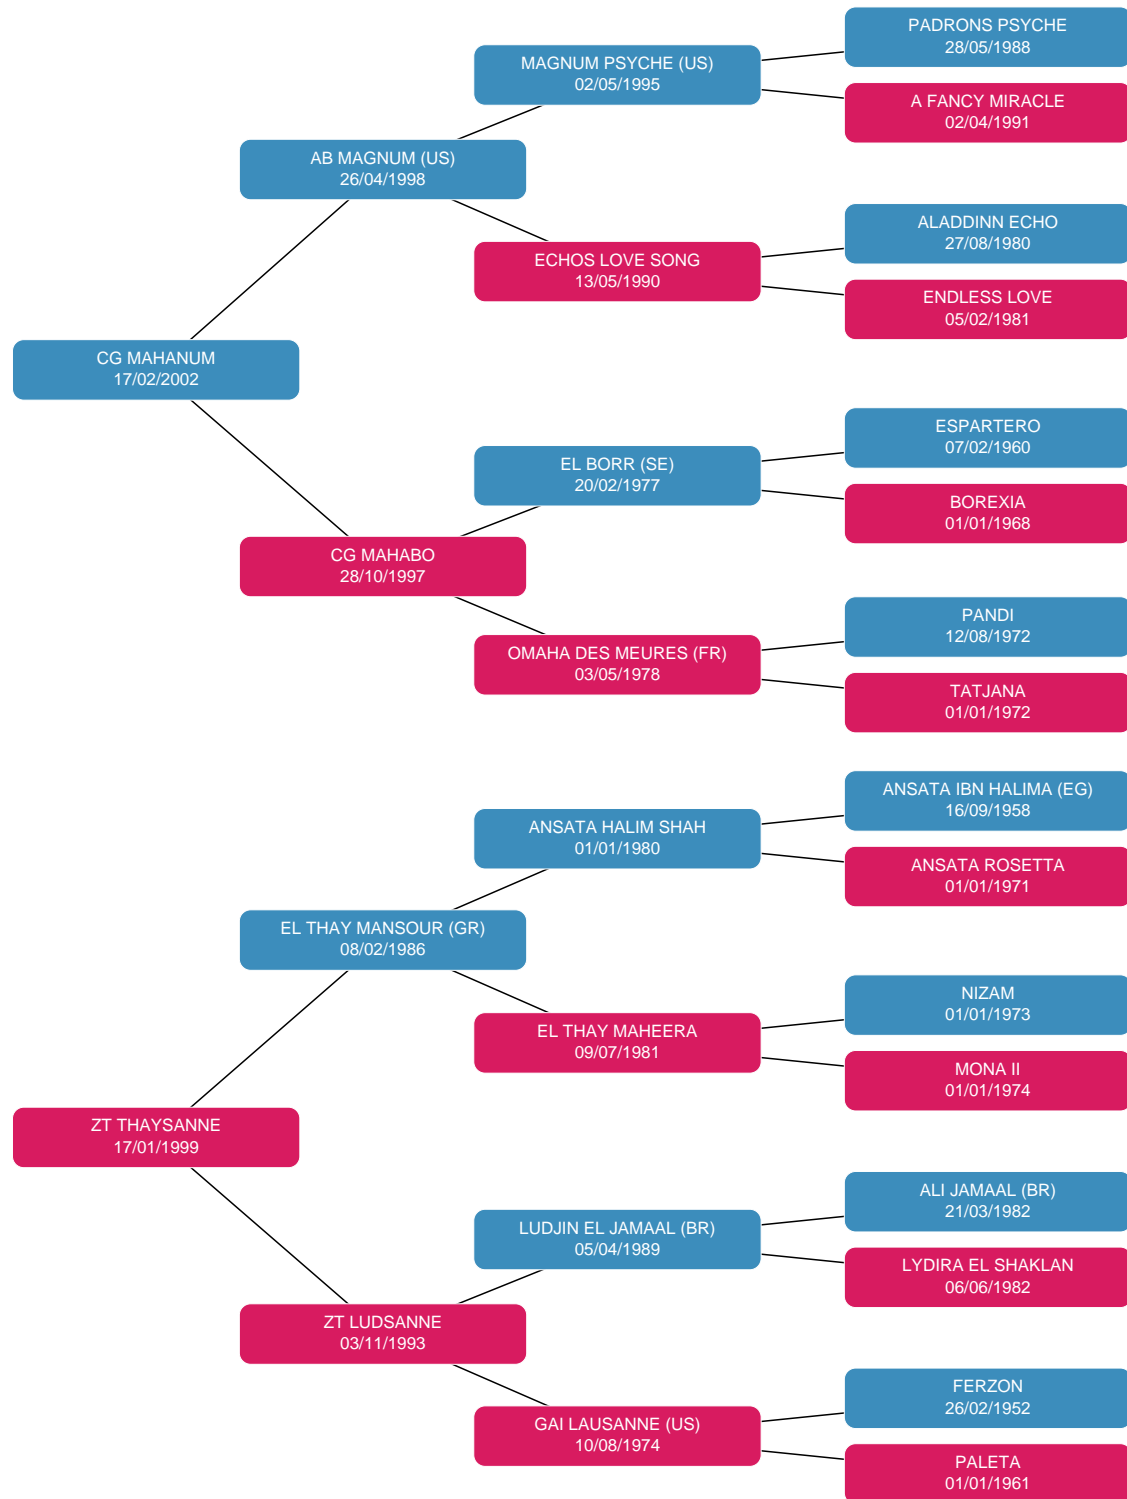 PADRONS PSYCHE
28/05/1988
MAGNUM PSYCHE (US)
02/05/1995
A FANCY MIRACLE
02/04/1991
AB MAGNUM (US)
26/04/1998
ALADDINN ECHO
27/08/1980
ECHOS LOVE SONG
13/05/1990
ENDLESS LOVE
05/02/1981
CG MAHANUM
17/02/2002
ESPARTERO
07/02/1960
EL BORR (SE)
20/02/1977
BOREXIA
01/01/1968
CG MAHABO
28/10/1997
PANDI
12/08/1972
OMAHA DES MEURES (FR)
03/05/1978
TATJANA
01/01/1972
ANSATA IBN HALIMA (EG)
16/09/1958
ANSATA HALIM SHAH
01/01/1980
ANSATA ROSETTA
01/01/1971
EL THAY MANSOUR (GR)
08/02/1986
NIZAM
01/01/1973
EL THAY MAHEERA
09/07/1981
MONA II
01/01/1974
ZT THAYSANNE
17/01/1999
ALI JAMAAL (BR)
21/03/1982
LUDJIN EL JAMAAL (BR)
05/04/1989
LYDIRA EL SHAKLAN
06/06/1982
ZT LUDSANNE
03/11/1993
FERZON
26/02/1952
GAI LAUSANNE (US)
10/08/1974
PALETA
01/01/1961